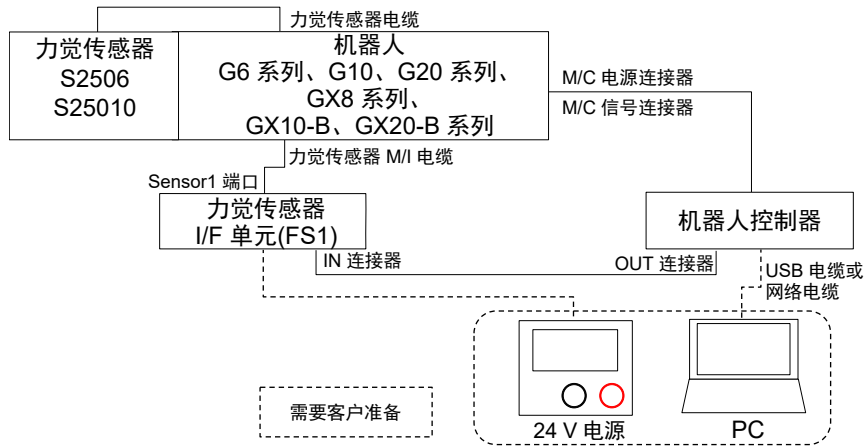 力觉传感器电缆
力觉传感器
S2506
S25010
机器人
G6 系列、G10、G20 系列、
GX8 系列、
GX10-B、GX20-B 系列
M/C 电源连接器
M/C 信号连接器
力觉传感器 M/I 电缆
Sensor1 端口
力觉传感器
I/F 单元(FS1)
机器人控制器
IN 连接器
OUT 连接器
USB 电缆或
网络电缆
需要客户准备
24 V 电源
PC